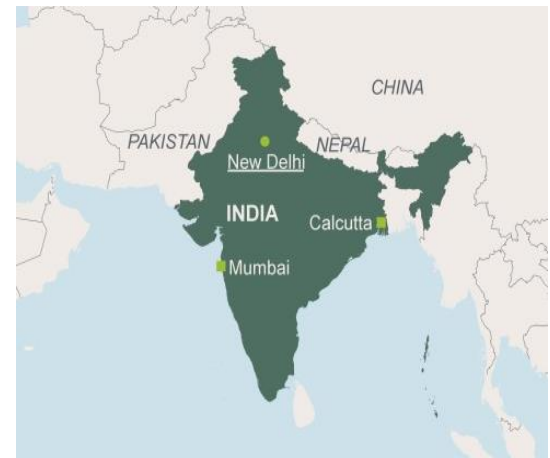 CHINA
PAKISTAN
NEPAL
New Delhi
INDIA
Calcutta
Mumbai